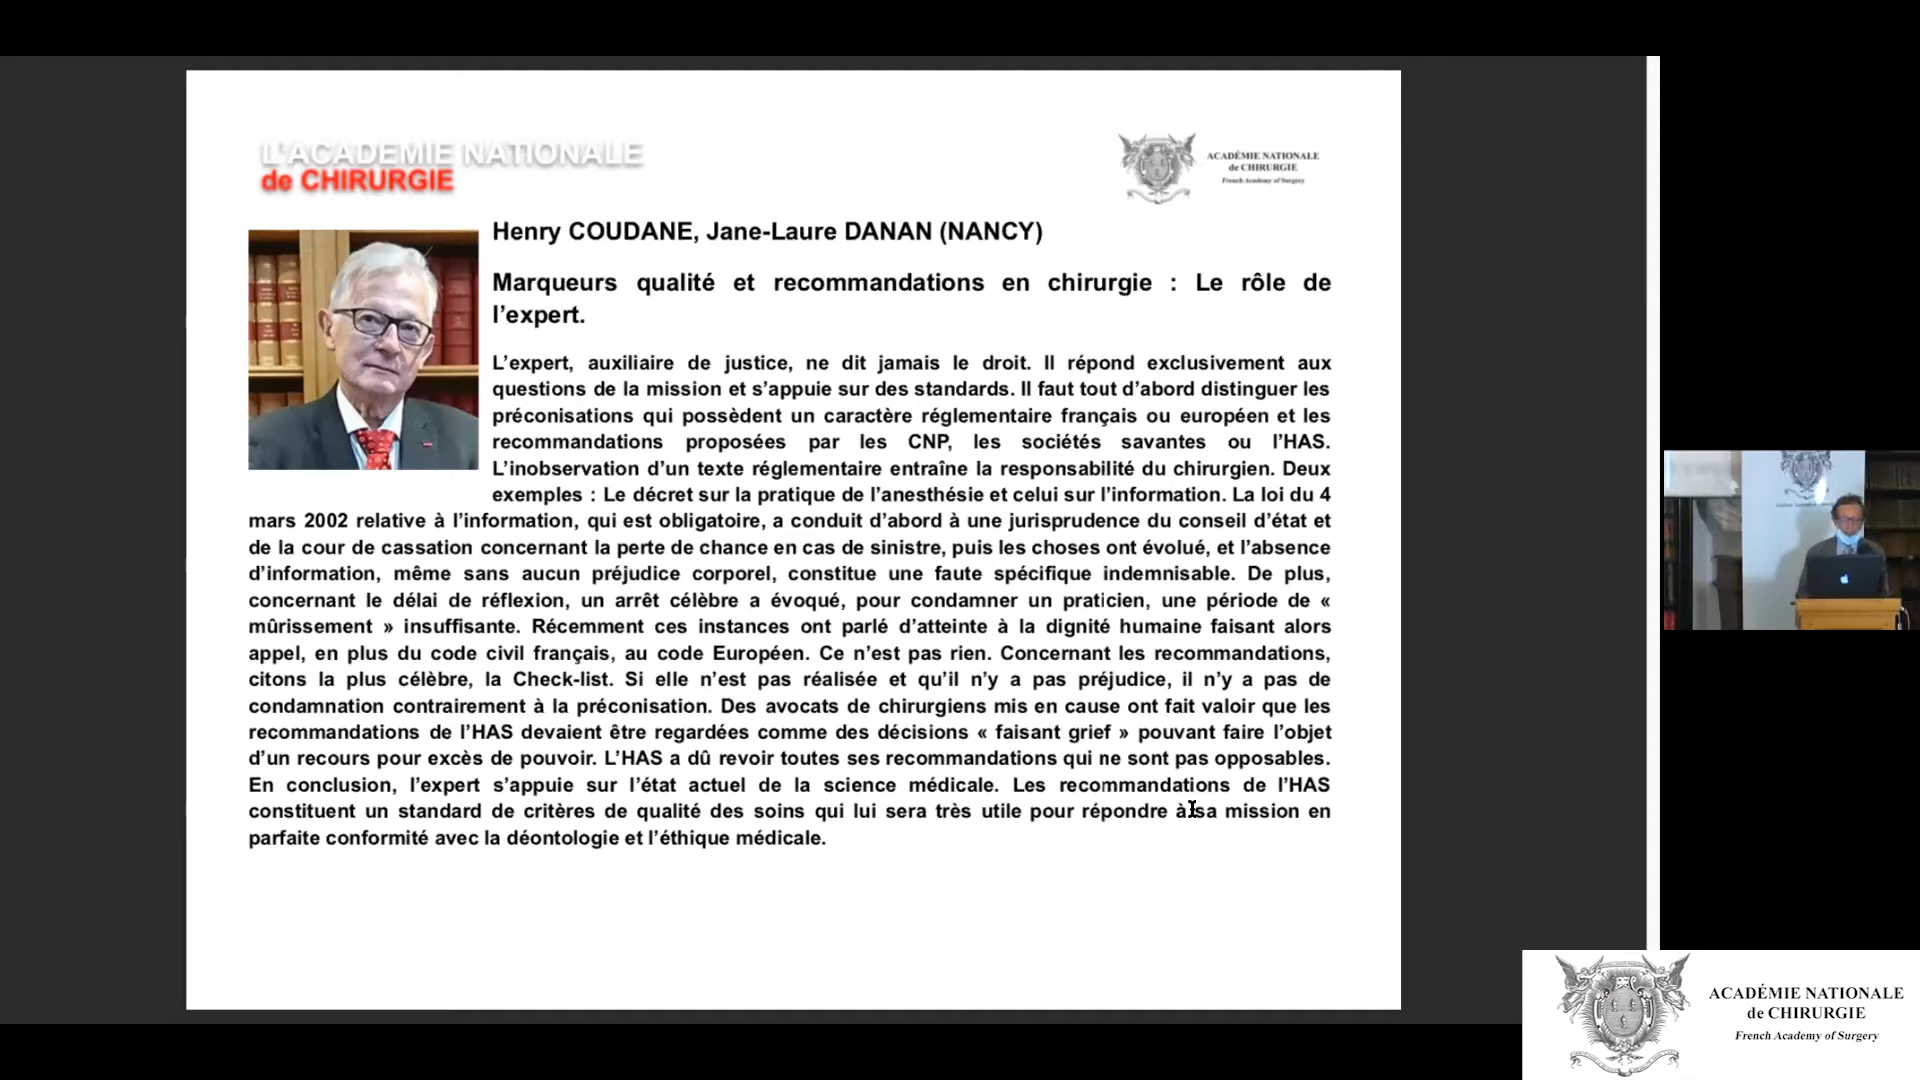 L'ACADEMIE NATIONALE
de CHIRURGIE
ACADÉMIE NATIONALE
de CHIRURGIE
French Academy of Surgery
Henry COUDANE, Jane-Laure DANAN (NANCY)
Marqueurs qualité et recommandations en chirurgie : Le rôle de
l'expert.
L'expert, auxiliaire de justice, ne dit jamais le droit. Il répond exclusivement aux
questions de la mission et s'appuie sur des standards. Il faut tout d'abord distinguer les
préconisations qui possèdent un caractère réglementaire français ou européen et les
recommandations proposées par les CNP, les sociétés savantes ou l'HAS.
L'inobservation d'un texte réglementaire entraîne la responsabilité du chirurgien. Deux
exemples : Le décret sur la pratique de l'anesthésie et celui sur l'information. La loi du 4
mars 2002 relative à l'information, qui est obligatoire, a conduit d'abord à une jurisprudence du conseil d'état et
de la cour de cassation concernant la perte de chance en cas de sinistre, puis les choses ont évolué, et l'absence
d'information, même sans aucun préjudice corporel, constitue une faute spécifique indemnisable. De plus,
concernant le délai de réflexion, un arrêt célèbre a évoqué, pour condamner un praticien, une période de «
mûrissement » insuffisante. Récemment ces instances ont parlé d'atteinte à la dignité humaine faisant alors
appel, en plus du code civil français, au code Européen. Ce n'est pas rien. Concernant les recommandations,
citons la plus célèbre, la Check-list. Si elle n'est pas réalisée et qu'il n'y a pas préjudice, il n'y a pas de
condamnation contrairement à la préconisation. Des avocats de chirurgiens mis en cause ont fait valoir que les
recommandations de l'HAS devaient être regardées comme des décisions « faisant grief » pouvant faire l'objet
d'un recours pour excès de pouvoir. L'HAS a dû revoir toutes ses recommandations qui ne sont pas opposables.
En conclusion, l'expert s'appuie sur l'état actuel de la science médicale. Les recommandations de l'HAS
constituent un standard de critères de qualité des soins qui lui sera très utile pour répondre à sa mission en
parfaite conformité avec la déontologie et l'éthique médicale.
ACADÉMIE NATIONALE
de CHIRURGIE
French Academy of Surgery